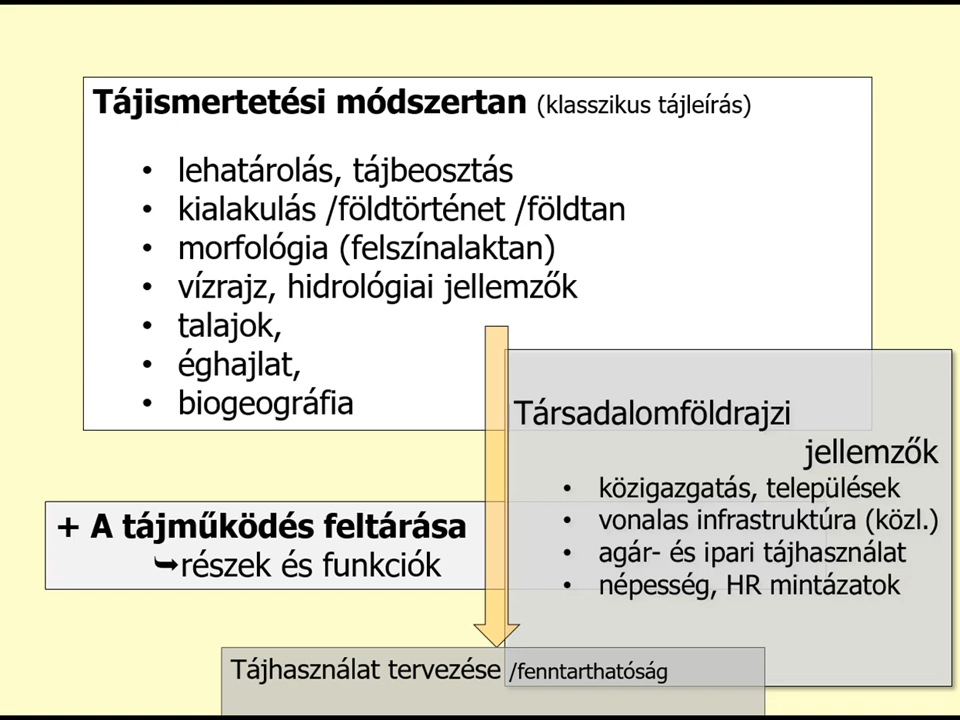 Tájismertetési módszertan (klasszikus tájleírás)
• lehatárolás, tájbeosztás
• kialakulás /földtörténet /földtan
• morfológia (felszínalaktan)
• vízrajz, hidrológiai jellemzők
• talajok,
• éghajlat,
• biogeográfia
Társadalomföldrajzi
jellemzők
• közigazgatás, települések
• vonalas infrastruktúra (közl.)
• agár- és ipari tájhasználat
• népesség, HR mintázatok
+ A tájműködés feltárása
➥részek és funkciók
Tájhasználat tervezése /fenntarthatóság